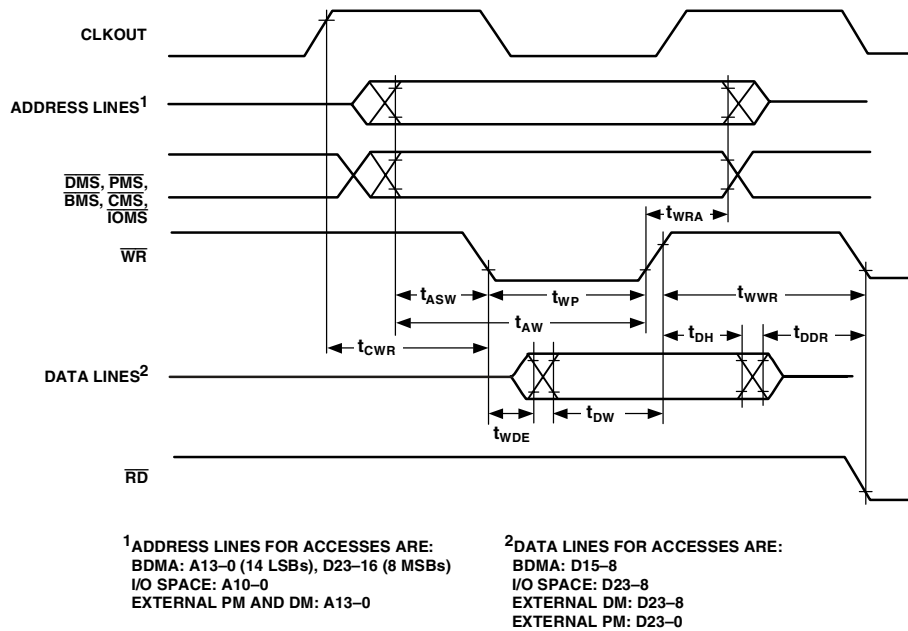 CLKOUT
ADDRESS LINES1
DMS, PMS,
BMS, CMS,
IOMS
tWRA
WR
tASW
tWP
tWWR
tAW
tCWR
tDH
tDDR
DATA LINES2
tWDE
tDW
RD
1ADDRESS LINES FOR ACCESSES ARE:
BDMA: A13–0 (14 LSBs), D23–16 (8 MSBs)
I/O SPACE: A10–0
EXTERNAL PM AND DM: A13–0
2DATA LINES FOR ACCESSES ARE:
BDMA: D15–8
I/O SPACE: D23–8
EXTERNAL DM: D23–8
EXTERNAL PM: D23–0